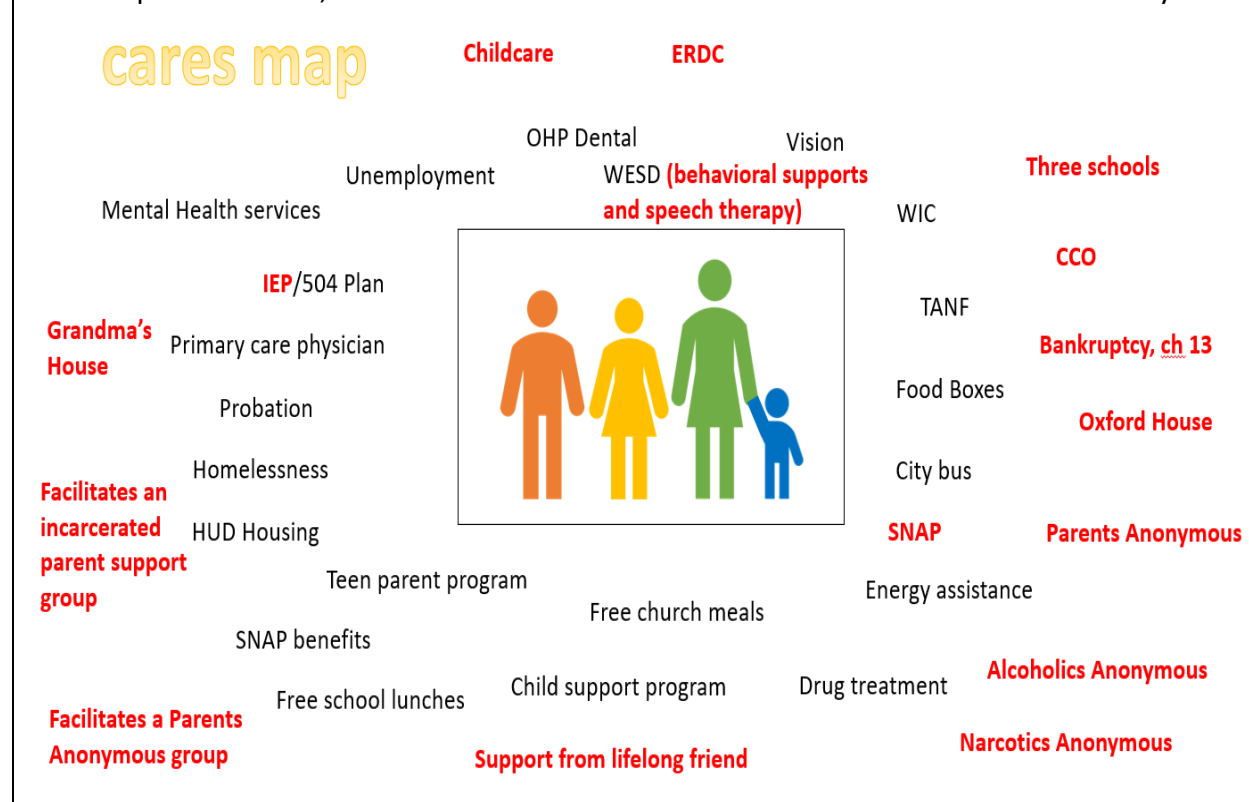 cares map
Childcare
ERDC
OHP Dental
Vision
Unemployment
WESD (behavioral supports
and speech therapy)
Three schools
Mental Health services
WIC
CCO
IEP/504 Plan
TANF
Grandma's
House
Primary care physician
Bankruptcy, ch 13
Food Boxes
Probation
Oxford House
Homelessness
City bus
Facilitates an
incarcerated
parent support
group
HUD Housing
SNAP
Parents Anonymous
Teen parent program
Energy assistance
Free church meals
SNAP benefits
Alcoholics Anonymous
Child support program
Drug treatment
Free school lunches
Facilitates a Parents
Anonymous group
Narcotics Anonymous
Support from lifelong friend